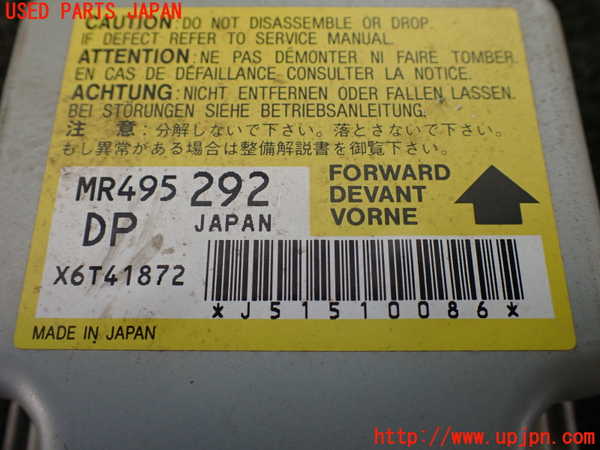 USED PARTS JAPAN
CAUTION: DO NOT DISASSEMBLE OR DROP.
IF DEFECT REFER TO SERVICE MANUAL.
ATTENTION: NE PAS DÉMONTER NI FAIRE TOMBER.
EN CAS DE DÉFAILLANCE CONSULTER LA NOTICE.
ACHTUNG: NICHT ENTFERNEN ODER FALLEN LASSEN.
BEI STÖRUNGEN SIEHE BETRIEBSANLEITUNG.
注 意：分解しないで下さい。落とさないで下さい。
もし異常がある場合は整備解説書を御覧下さい。
MR495 292
DP JAPAN
X6T41872
FORWARD
DEVANT
VORNE
*J51510086*
MADE IN JAPAN
UPJ
http://www.upjpn.com/